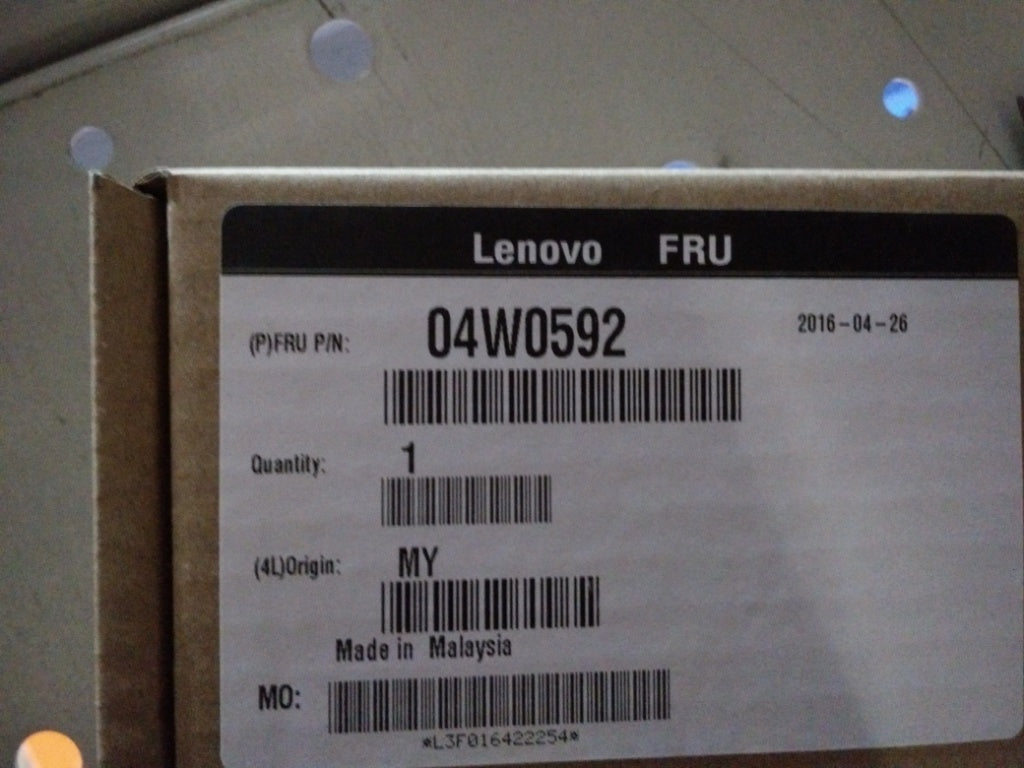 Lenovo FRU
(P)FRU P/N: 04W0592 2016-04-26
Quantity: 1
(4L)Origin: MY
Made in Malaysia
MO:
*L3F016422254*